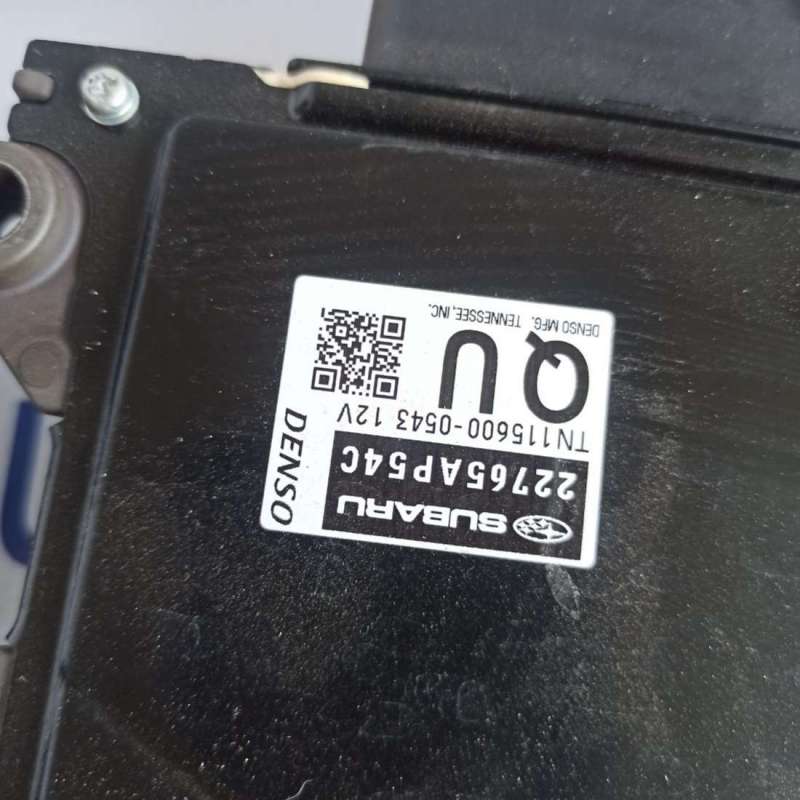 SUBARU
22765AP54C
TN115600-0543 12V
QU
DENSO MFG. TENNESSEE, INC.
DENSO